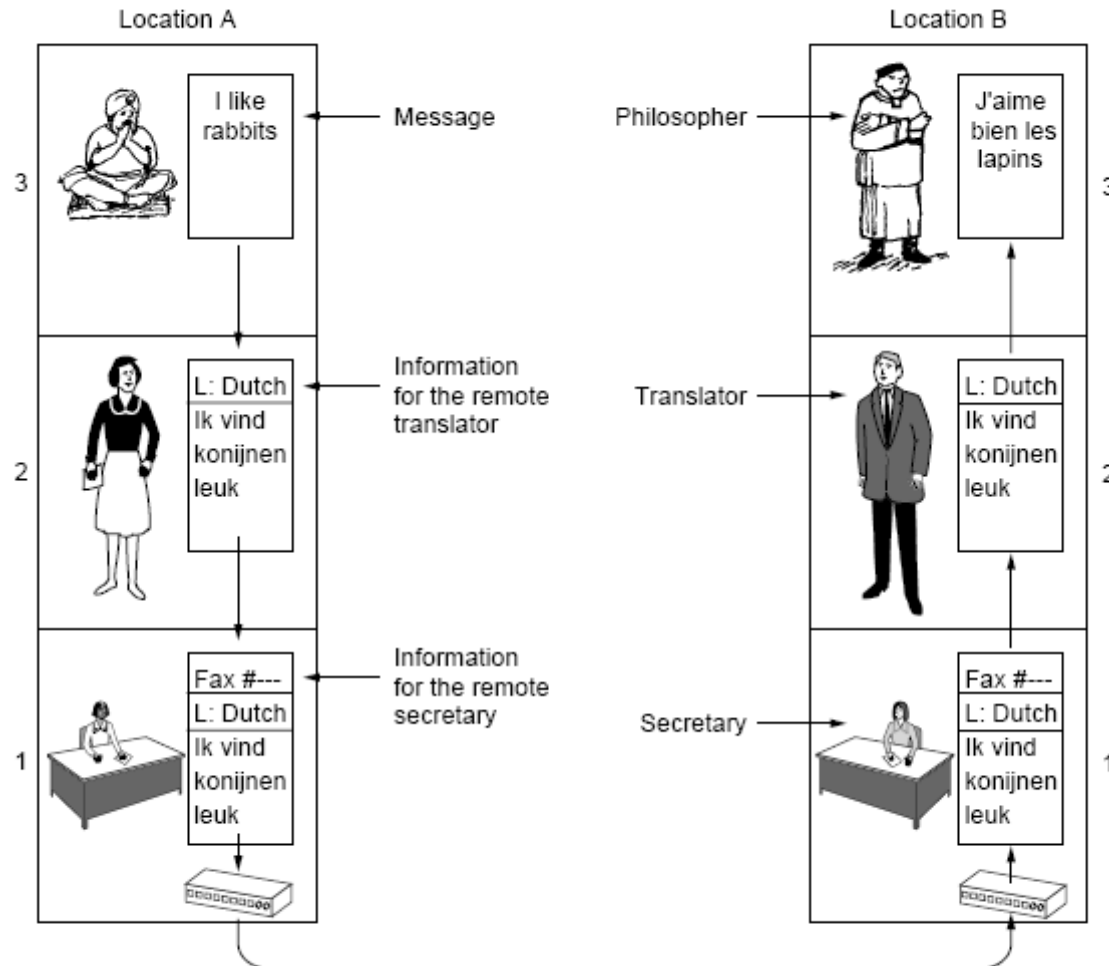 Location A
Location B
3
I like
rabbits
Message
Philosopher
J'aime
bien les
lapins
3
2
L: Dutch
Ik vind
konijnen
leuk
Information
for the remote
translator
Translator
L: Dutch
Ik vind
konijnen
leuk
2
1
Fax #---
L: Dutch
Ik vind
konijnen
leuk
Information
for the remote
secretary
Secretary
Fax #---
L: Dutch
Ik vind
konijnen
leuk
1